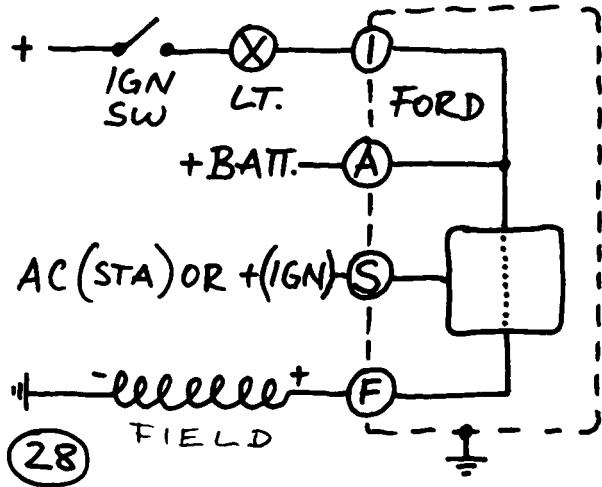 +
IGN
SW
X
LT.
I
FORD
+BATT.
A
AC (STA) OR +(IGN)
S
- +
F
FIELD
28